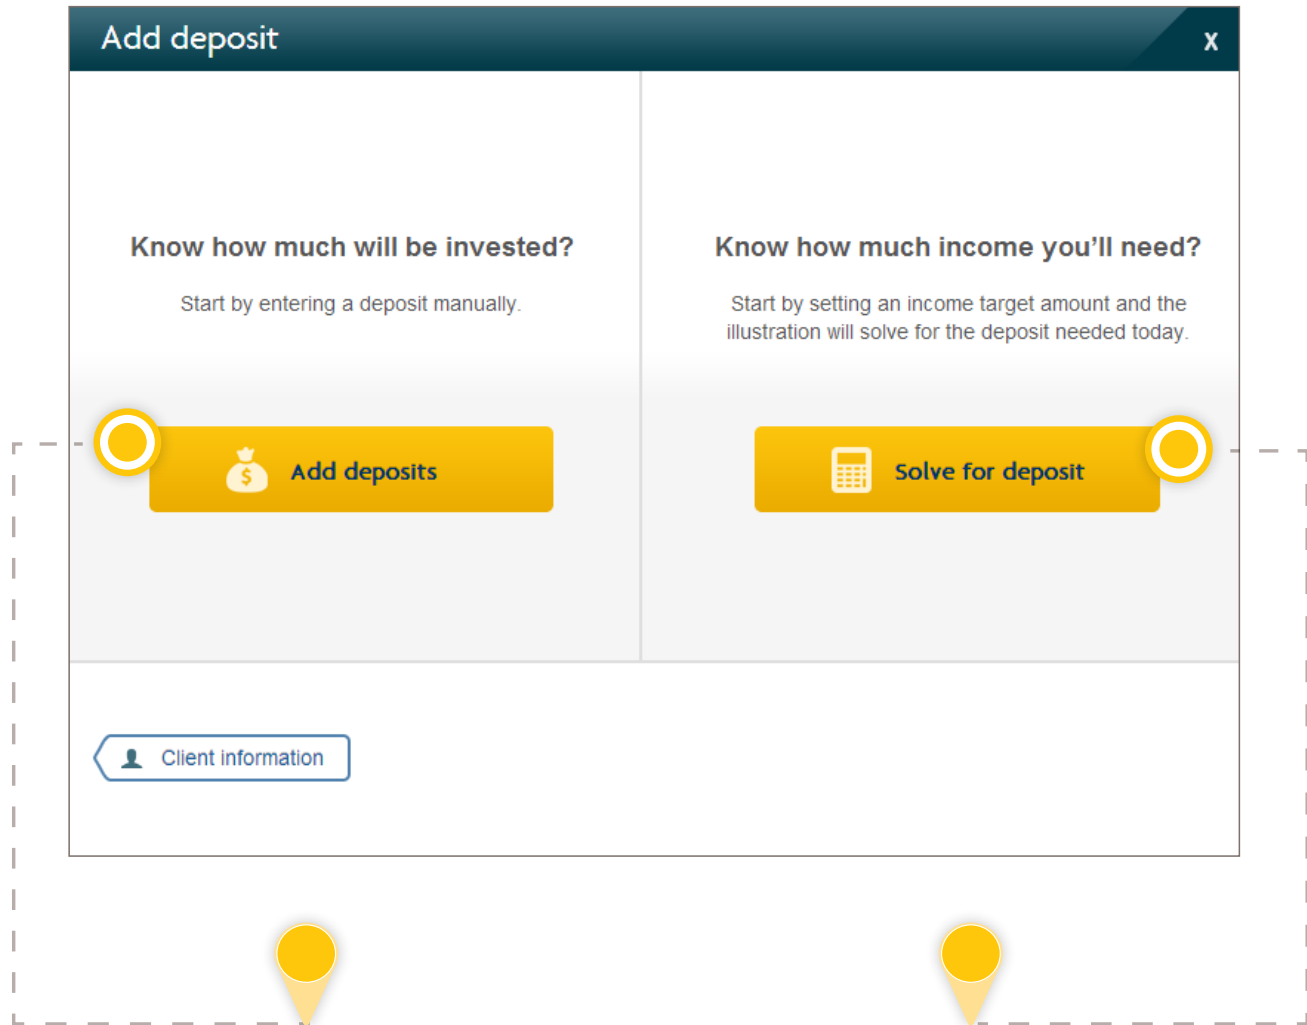 Add deposit
X
Know how much will be invested?
Start by entering a deposit manually.
Know how much income you'll need?
Start by setting an income target amount and the
illustration will solve for the deposit needed today.
$ Add deposits
Solve for deposit
Client information